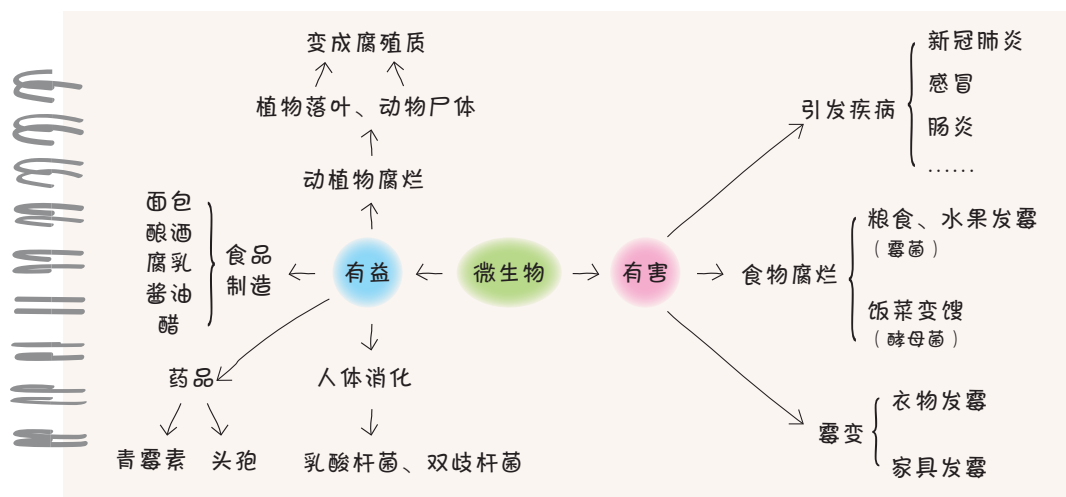 变成腐殖质
植物落叶、动物尸体
动植物腐烂
面包
酿酒
腐乳
酱油
醋
食品
制造
有益
微生物
有害
药品
青霉素
头孢
人体消化
乳酸杆菌、双歧杆菌
引发疾病
新冠肺炎
感冒
肠炎
……
食物腐烂
粮食、水果发霉
（霉菌）
饭菜变馊
（酵母菌）
霉变
衣物发霉
家具发霉